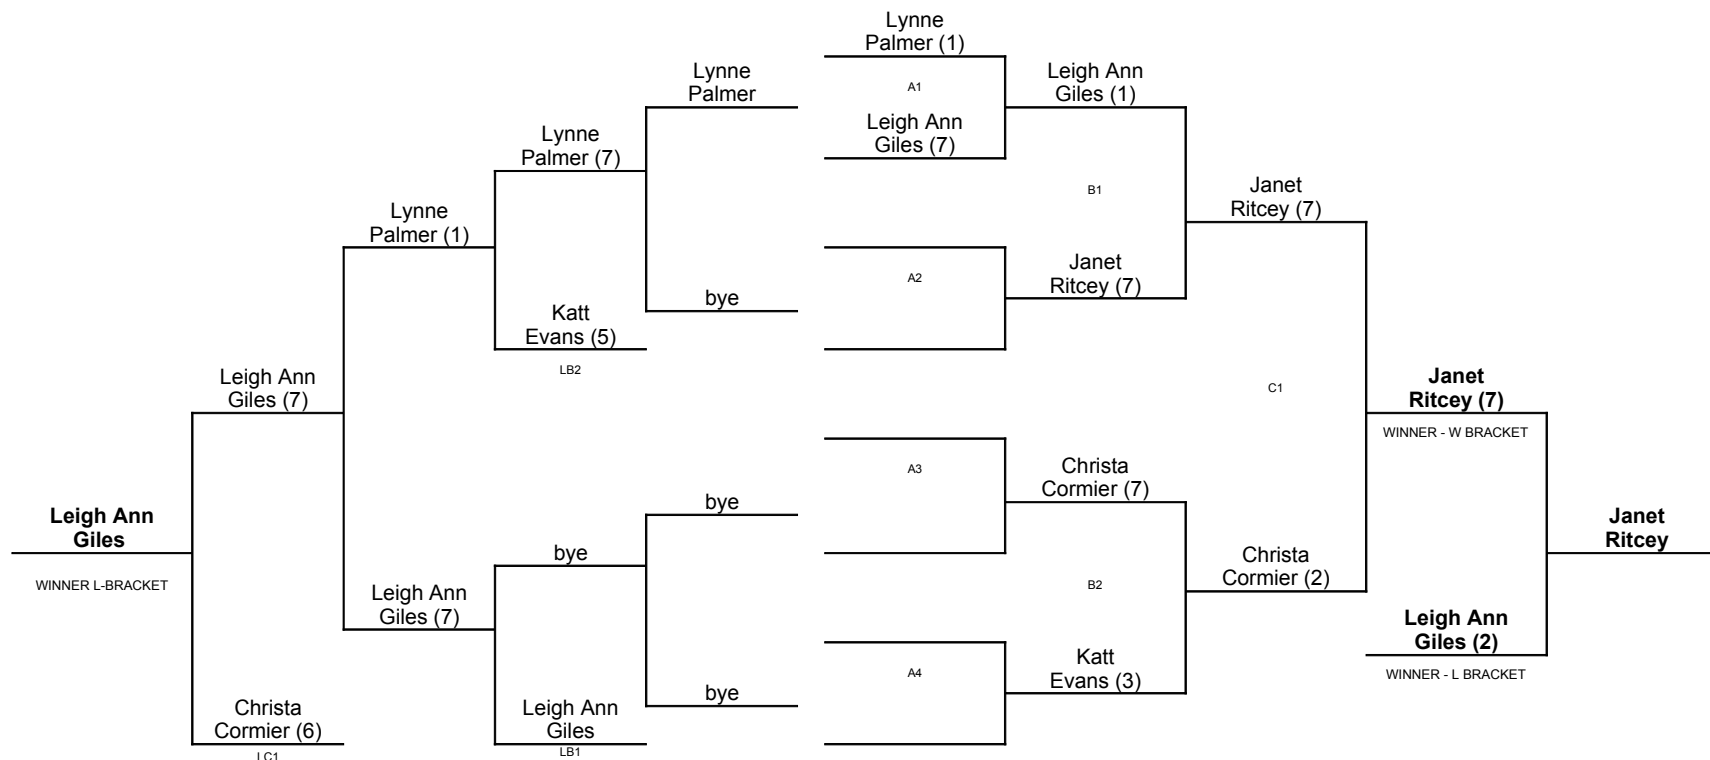 Lynne
Palmer (1)
Lynne
Palmer
Leigh Ann
Giles (1)
A1
Leigh Ann
Giles (7)
Lynne
Palmer (7)
B1
Janet
Ritcey (7)
Lynne
Palmer (1)
Janet
Ritcey (7)
A2
bye
Katt
Evans (5)
LB2
Leigh Ann
Giles (7)
C1
Janet
Ritcey (7)
WINNER - W BRACKET
A3
Christa
Cormier (7)
bye
Leigh Ann
Giles
WINNER L-BRACKET
Janet
Ritcey
bye
Christa
Cormier (2)
B2
Leigh Ann
Giles (7)
Leigh Ann
Giles (2)
WINNER - L BRACKET
A4
Katt
Evans (3)
bye
Christa
Cormier (6)
LC1
Leigh Ann
Giles
LB1